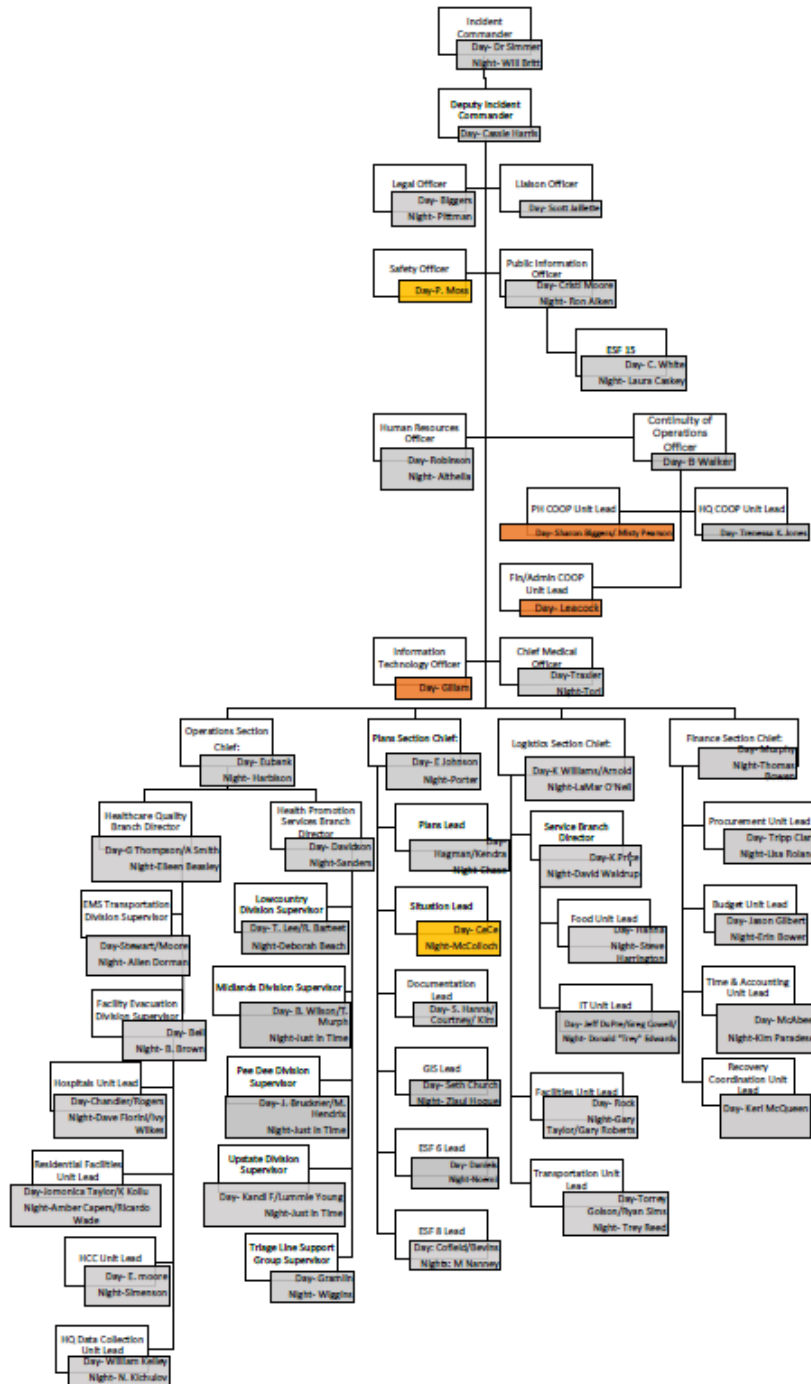 Incident
Commander
Day- Dr Simmer
Night- Will Britt
Deputy Incident
Commander
Day- Cassie Harris
Legal Officer
Day- Biggers
Night- Pittman
Liaison Officer
Day- Scott Jaillette
Safety Officer
Day-P. Moss
Public Information
Officer
Day- Cristi Moore
Night- Ron Aiken
ESF 15
Day- C. White
Night- Laura Caskey
Human Resources
Officer
Day- Robinson
Night- Althelia
Continuity of
Operations
Officer
Day- B Walker
PH COOP Unit Lead
Day- Sharon Biggers/ Misty Pearson
HQ COOP Unit Lead
Day- Trenessa K. Jones
Fin/Admin COOP
Unit Lead
Day- Leacock
Information
Technology Officer
Day- Gillam
Chief Medical
Officer
Day-Traxler
Night-Tori
Operations Section
Chief:
Day- Eubank
Night- Harbison
Healthcare Quality
Branch Director
Day-G Thompson/A Smith
Night-Eileen Beasley
EMS Transportation
Division Supervisor
Day-Stewart/Moore
Night- Allen Dorman
Facility Evacuation
Division Supervisor
Day- Bell
Night- B. Brown
Hospitals Unit Lead
Day-Chandler/Rogers
Night-Dave Fiorini/Ivy
Wilkes
Residential Facilities
Unit Lead
Day-Jomonica Taylor/K Kollu
Night-Amber Capers/Ricardo
Wade
HCC Unit Lead
Day- E. moore
Night-Simenson
HQ Data Collection
Unit Lead
Day- William Kelley
Night- N. Kichulov
Health Promotion
Services Branch
Director
Day- Davidson
Night-Sanders
Lowcountry
Division Supervisor
Day- T. Lee/R. Barteet
Night-Deborah Beach
Midlands Division Supervisor
Day- B. Wilson/T.
Murph
Night-Just In Time
Pee Dee Division
Supervisor
Day-J. Bruckner/M.
Hendrix
Night-Just In Time
Upstate Division
Supervisor
Day- Kandi F/Lummie Young
Night-Just In Time
Triage Line Support
Group Supervisor
Day- Gramlin
Night- Wiggins
Plans Section Chief:
Day- E Johnson
Night-Porter
Plans Lead
Day-
Hagman/Kendra
Night Chase
Situation Lead
Day- CeCe
Night-McColloch
Documentation
Lead
Day- S. Hanna/
Courtney/ Kim
GIS Lead
Day- Seth Church
Night- Ziaul Hoque
ESF 6 Lead
Day- Daniels
Night-Noemi
ESF 8 Lead
Day: Cofield/Bevins
Nights: M Nanney
Logistics Section Chief:
Day-K Williams/Arnold
Night-LaMar O'Neil
Service Branch
Director
Day-K Price
Night-David Waldrup
Food Unit Lead
Day- Hanna
Night- Steve
Harrington
IT Unit Lead
Day- Jeff DuPre/Greg Cowell/
Night- Donald "Trey" Edwards
Facilities Unit Lead
Day- Rock
Night-Gary
Taylor/Gary Roberts
Transportation Unit
Lead
Day-Torrey
Golson/Ryan Sims
Night- Trey Reed
Finance Section Chief:
Day- Murphy
Night-Thomas
Bowen
Procurement Unit Lead
Day- Tripp Clar
Night-Lisa Rolan
Budget Unit Lead
Day- Jason Gilbert
Night-Erin Bower
Time & Accounting
Unit Lead
Day- McAbee
Night-Kim Paradese
Recovery
Coordination Unit
Lead
Day- Keri McQueen